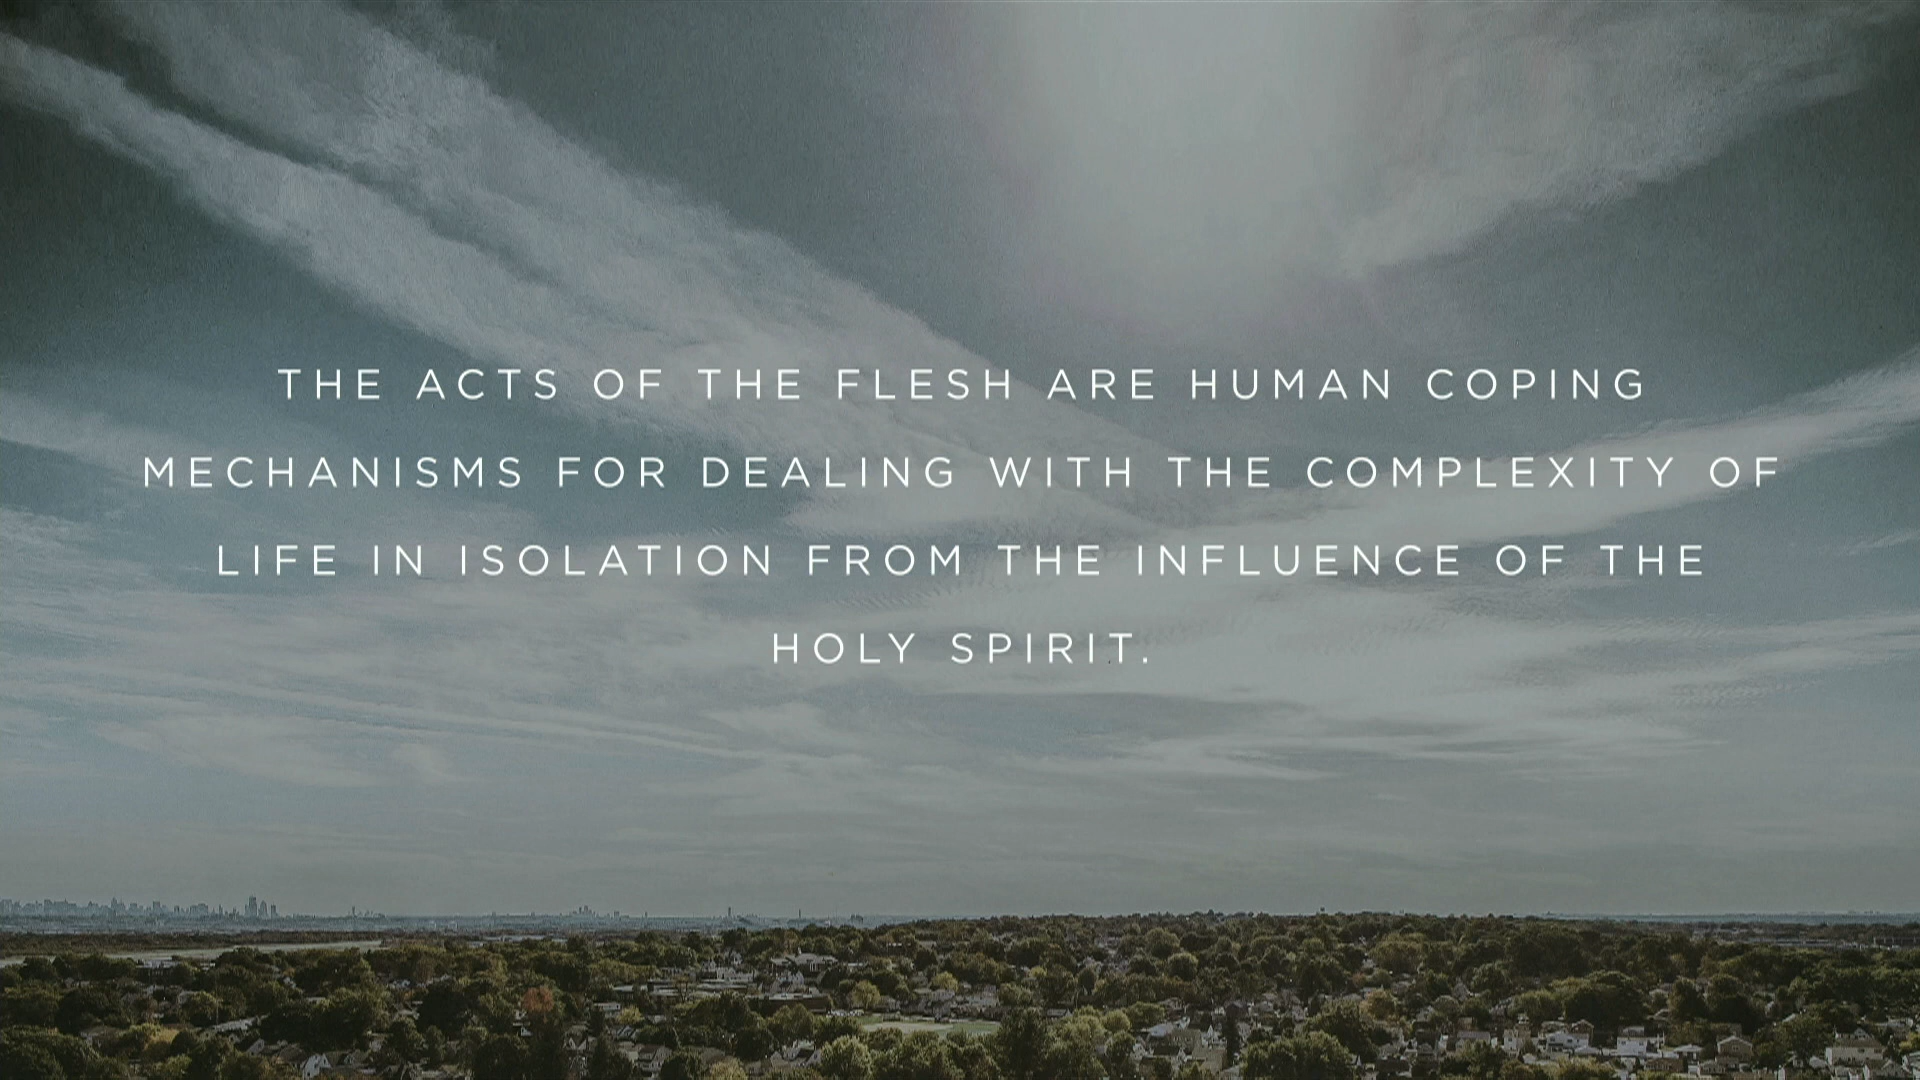 THE ACTS OF THE FLESH ARE HUMAN COPING
MECHANISMS FOR DEALING WITH THE COMPLEXITY OF
LIFE IN ISOLATION FROM THE INFLUENCE OF THE
HOLY SPIRIT.